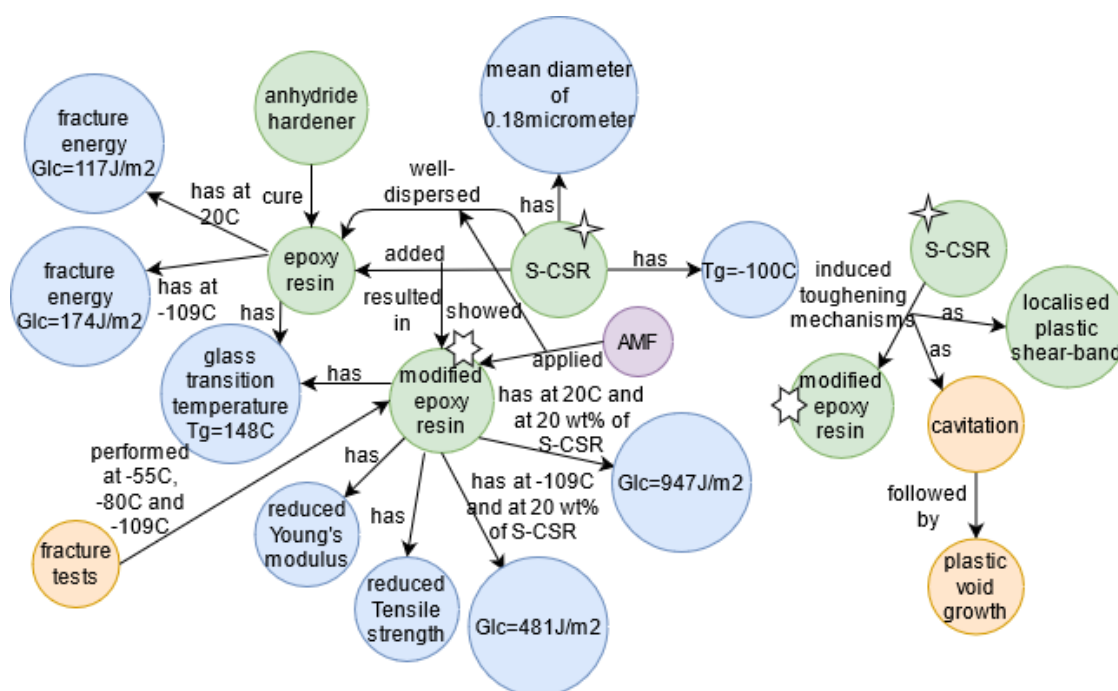 mean diameter
of
0.18micrometer
anhydride
hardener
fracture
energy
GIc=117J/m2
well-
dispersed
has at
20C
cure
has
S-CSR
epoxy
resin
added
S-CSR
has
Tg=-100C
fracture
energy
GIc=174J/m2
has at
-109C
has
resulted
in
showed
induced
toughening
mechanisms
as
localised
plastic
shear-band
glass
transition
temperature
Tg=148C
has
modified
epoxy
resin
applied
AMF
as
modified
epoxy
resin
cavitation
has at 20C and
at 20 wt% of
S-CSR
performed
at -55C,
-80C and
-109C
has
has at -109C
and at 20 wt%
of S-CSR
GIc=947J/m2
followed
by
fracture
tests
reduced
Young's
modulus
has
reduced
Tensile
strength
GIc=481J/m2
plastic
void
growth